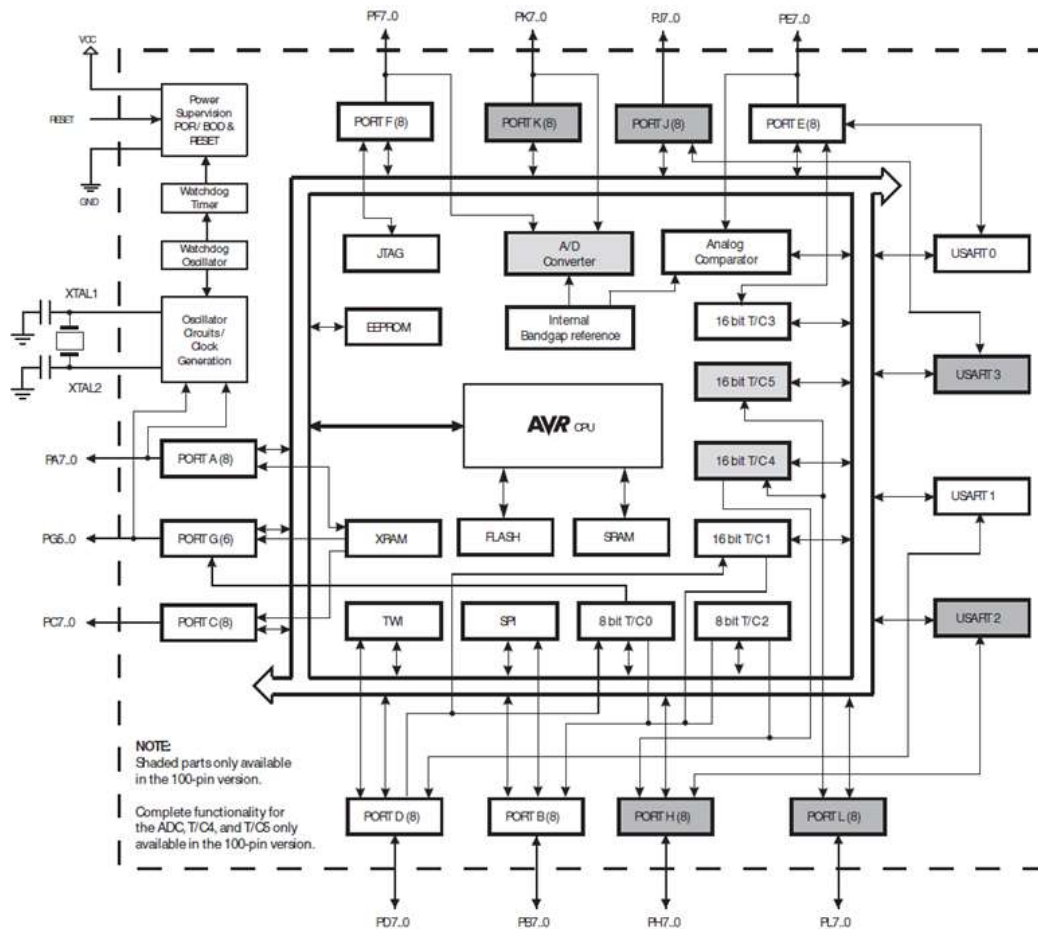 PF7..0
PK7..0
PJ7..0
PE7..0
VCC
RESET
GND
Power
Supervision
POR/ BOD &
RESET
PORT F (8)
PORT K (8)
PORT J (8)
PORT E (8)
Watchdog
Timer
Watchdog
Oscillator
JTAG
A/D
Converter
Analog
Comparator
USART 0
XTAL1
XTAL2
Oscillator
Circuits /
Clock
Generation
EEPROM
Internal
Bandgap reference
16 bit T/C3
16 bit T/C5
USART 3
AVR CPU
PA7..0
PORT A (8)
16 bit T/C4
USART 1
PG5..0
PORT G (6)
XRAM
FLASH
SRAM
16 bit T/C1
PC7..0
PORT C (8)
TWI
SPI
8 bit T/C0
8 bit T/C2
USART 2
NOTE:
Shaded parts only available
in the 100-pin version.
Complete functionality for
the ADC, T/C4, and T/C5 only
available in the 100-pin version.
PORT D (8)
PORT B (8)
PORT H (8)
PORT L (8)
PD7..0
PB7..0
PH7..0
PL7..0